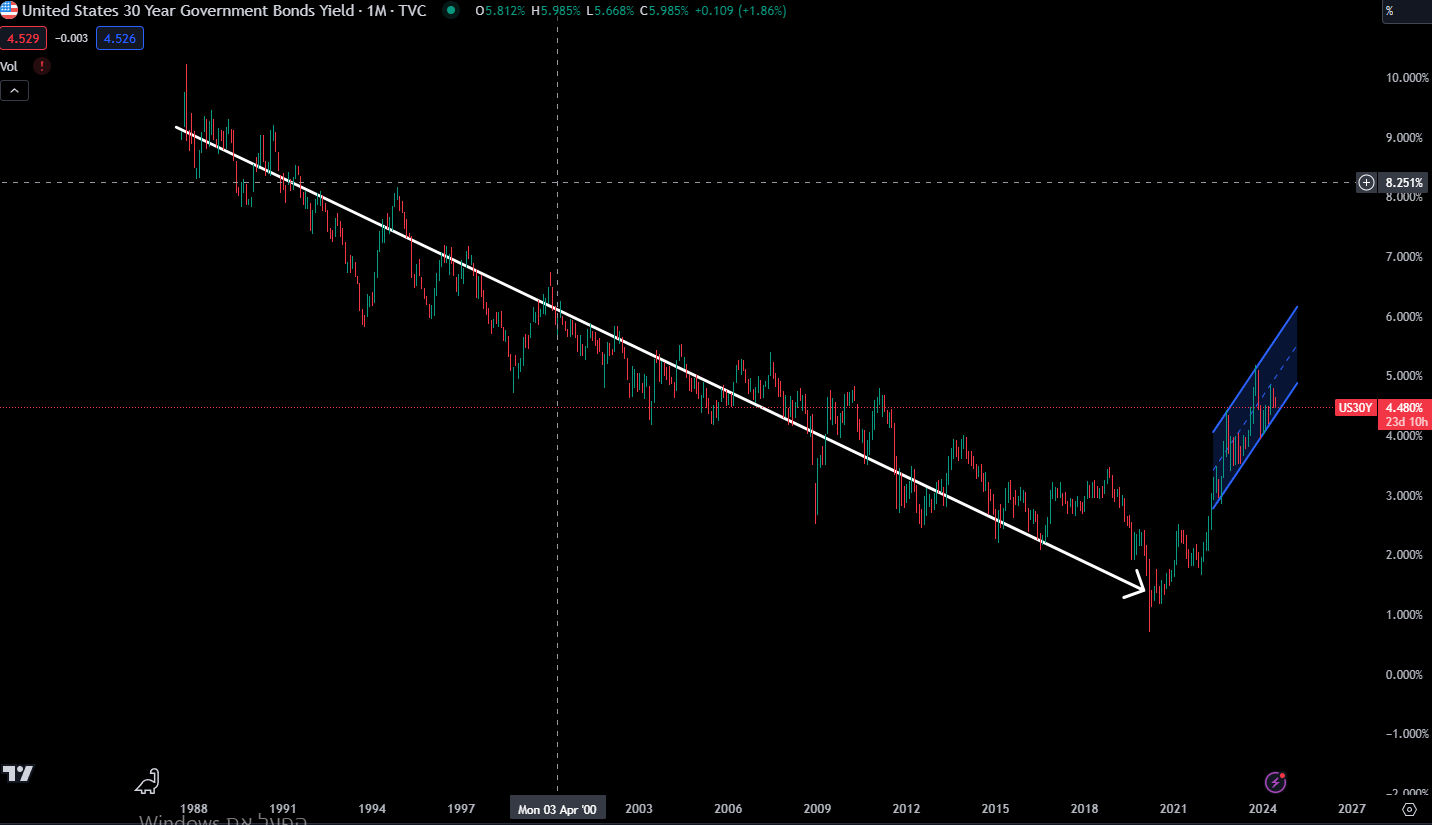 United States 30 Year Government Bonds Yield · 1M · TVC O5.812% H5.985% L5.668% C5.985% +0.109 (+1.86%)
%
4.529 −0.003 4.526
Vol !
10.000%
9.000%
8.251%
8.000%
7.000%
6.000%
5.000%
US30Y 4.480%
23d 10h
4.000%
3.000%
2.000%
1.000%
0.000%
−1.000%
−2.000%
1988 1991 1994 1997 Mon 03 Apr '00 2003 2006 2009 2012 2015 2018 2021 2024 2027
הפעל את Windows